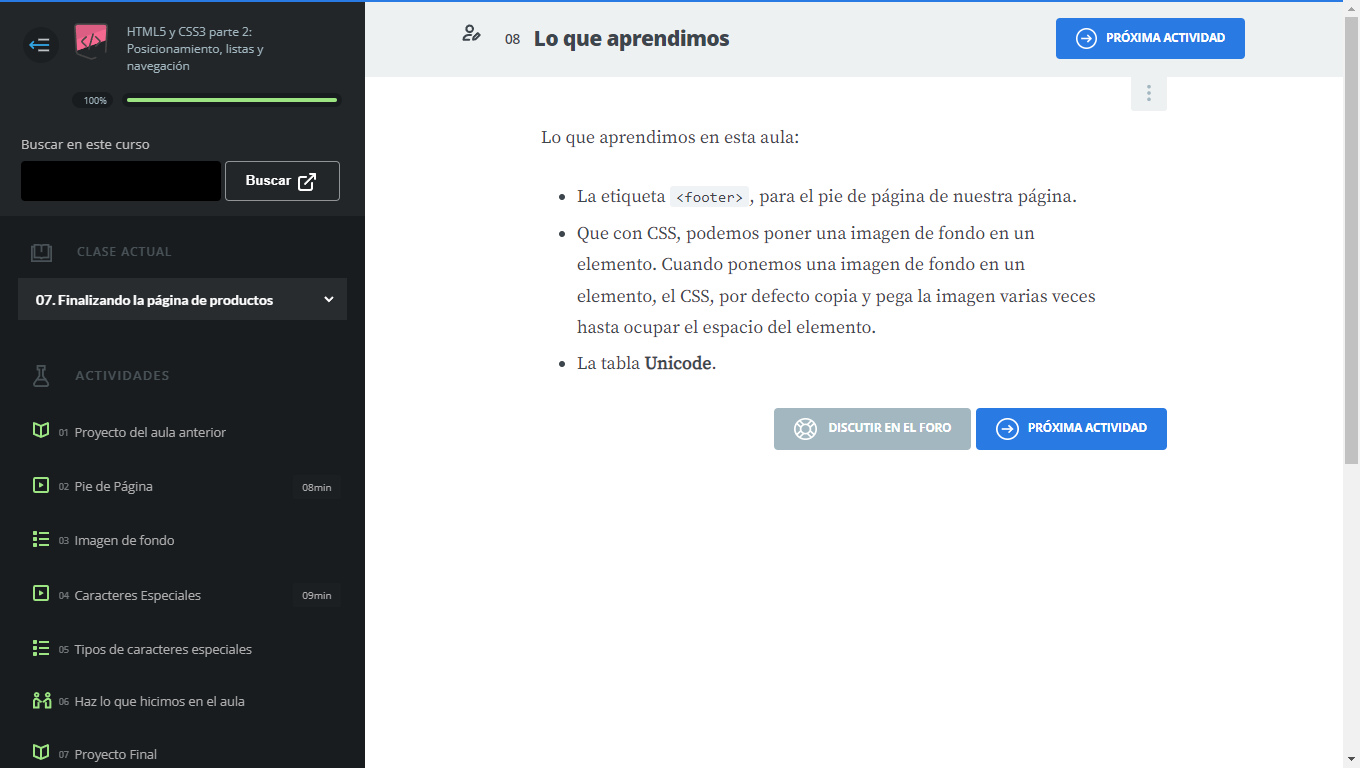 HTML5 y CSS3 parte 2:
Posicionamiento, listas y
navegación
100%
Buscar en este curso
Buscar
CLASE ACTUAL
07. Finalizando la página de productos
ACTIVIDADES
01 Proyecto del aula anterior
02 Pie de Página 08min
03 Imagen de fondo
04 Caracteres Especiales 09min
05 Tipos de caracteres especiales
06 Haz lo que hicimos en el aula
07 Proyecto Final
08 Lo que aprendimos
PRÓXIMA ACTIVIDAD
Lo que aprendimos en esta aula:
• La etiqueta <footer>, para el pie de página de nuestra página.
• Que con CSS, podemos poner una imagen de fondo en un
elemento. Cuando ponemos una imagen de fondo en un
elemento, el CSS, por defecto copia y pega la imagen varias veces
hasta ocupar el espacio del elemento.
• La tabla Unicode.
DISCUTIR EN EL FORO
PRÓXIMA ACTIVIDAD